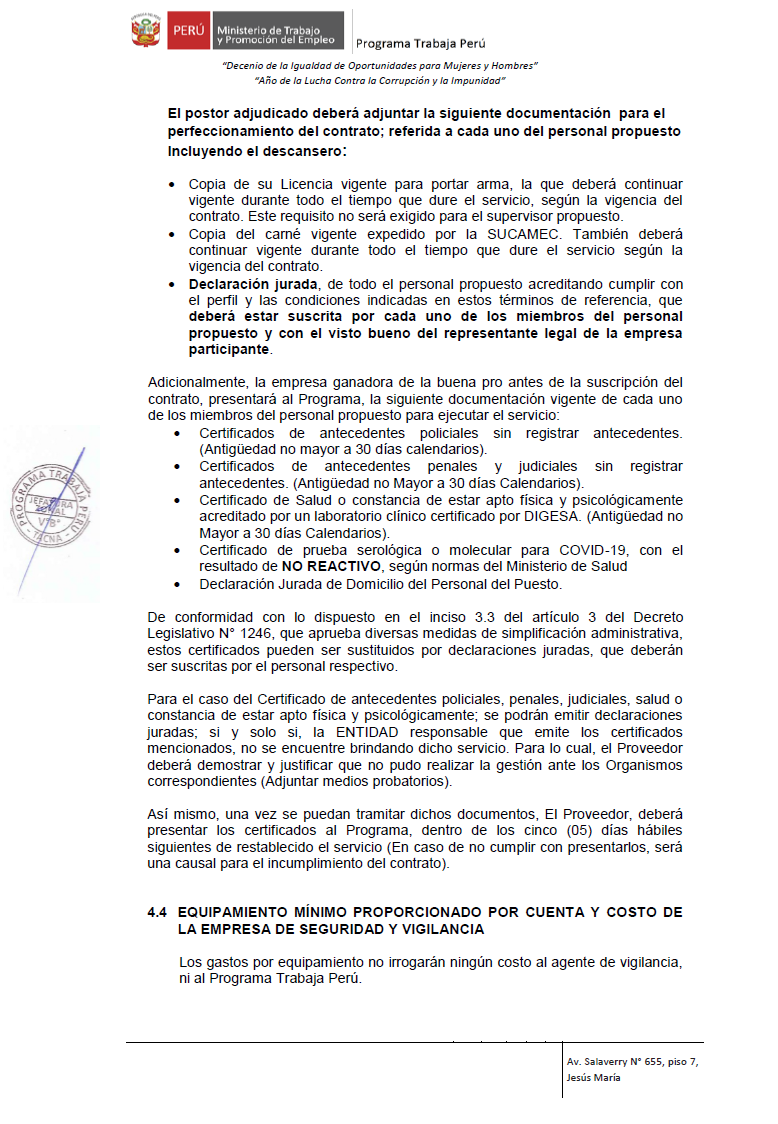 PERÚ
Ministerio de Trabajo
y Promoción del Empleo
Programa Trabaja Perú
“Decenio de la Igualdad de Oportunidades para Mujeres y Hombres”
“Año de la Lucha Contra la Corrupción y la Impunidad”
El postor adjudicado deberá adjuntar la siguiente documentación para el
perfeccionamiento del contrato; referida a cada uno del personal propuesto
Incluyendo el descansero:
• Copia de su Licencia vigente para portar arma, la que deberá continuar
vigente durante todo el tiempo que dure el servicio, según la vigencia del
contrato. Este requisito no será exigido para el supervisor propuesto.
• Copia del carné vigente expedido por la SUCAMEC. También deberá
continuar vigente durante todo el tiempo que dure el servicio según la
vigencia del contrato.
• Declaración jurada, de todo el personal propuesto acreditando cumplir con
el perfil y las condiciones indicadas en estos términos de referencia, que
deberá estar suscrita por cada uno de los miembros del personal
propuesto y con el visto bueno del representante legal de la empresa
participante.
Adicionalmente, la empresa ganadora de la buena pro antes de la suscripción del
contrato, presentará al Programa, la siguiente documentación vigente de cada uno
de los miembros del personal propuesto para ejecutar el servicio:
• Certificados de antecedentes policiales sin registrar antecedentes.
(Antigüedad no mayor a 30 días calendarios).
• Certificados de antecedentes penales y judiciales sin registrar
antecedentes. (Antigüedad no Mayor a 30 días Calendarios).
• Certificado de Salud o constancia de estar apto física y psicológicamente
acreditado por un laboratorio clínico certificado por DIGESA. (Antigüedad no
Mayor a 30 días Calendarios).
• Certificado de prueba serológica o molecular para COVID-19, con el
resultado de NO REACTIVO, según normas del Ministerio de Salud
• Declaración Jurada de Domicilio del Personal del Puesto.
PROGRAMA TRABAJA PERÚ
JEFATURA
ZONAL
V°B°
TACNA
De conformidad con lo dispuesto en el inciso 3.3 del artículo 3 del Decreto
Legislativo N° 1246, que aprueba diversas medidas de simplificación administrativa,
estos certificados pueden ser sustituidos por declaraciones juradas, que deberán
ser suscritas por el personal respectivo.
Para el caso del Certificado de antecedentes policiales, penales, judiciales, salud o
constancia de estar apto física y psicológicamente; se podrán emitir declaraciones
juradas; si y solo si, la ENTIDAD responsable que emite los certificados
mencionados, no se encuentre brindando dicho servicio. Para lo cual, el Proveedor
deberá demostrar y justificar que no pudo realizar la gestión ante los Organismos
correspondientes (Adjuntar medios probatorios).
Así mismo, una vez se puedan tramitar dichos documentos, El Proveedor, deberá
presentar los certificados al Programa, dentro de los cinco (05) días hábiles
siguientes de restablecido el servicio (En caso de no cumplir con presentarlos, será
una causal para el incumplimiento del contrato).
4.4 EQUIPAMIENTO MÍNIMO PROPORCIONADO POR CUENTA Y COSTO DE
LA EMPRESA DE SEGURIDAD Y VIGILANCIA
Los gastos por equipamiento no irrogarán ningún costo al agente de vigilancia,
ni al Programa Trabaja Perú.
Av. Salaverry N° 655, piso 7,
Jesús María